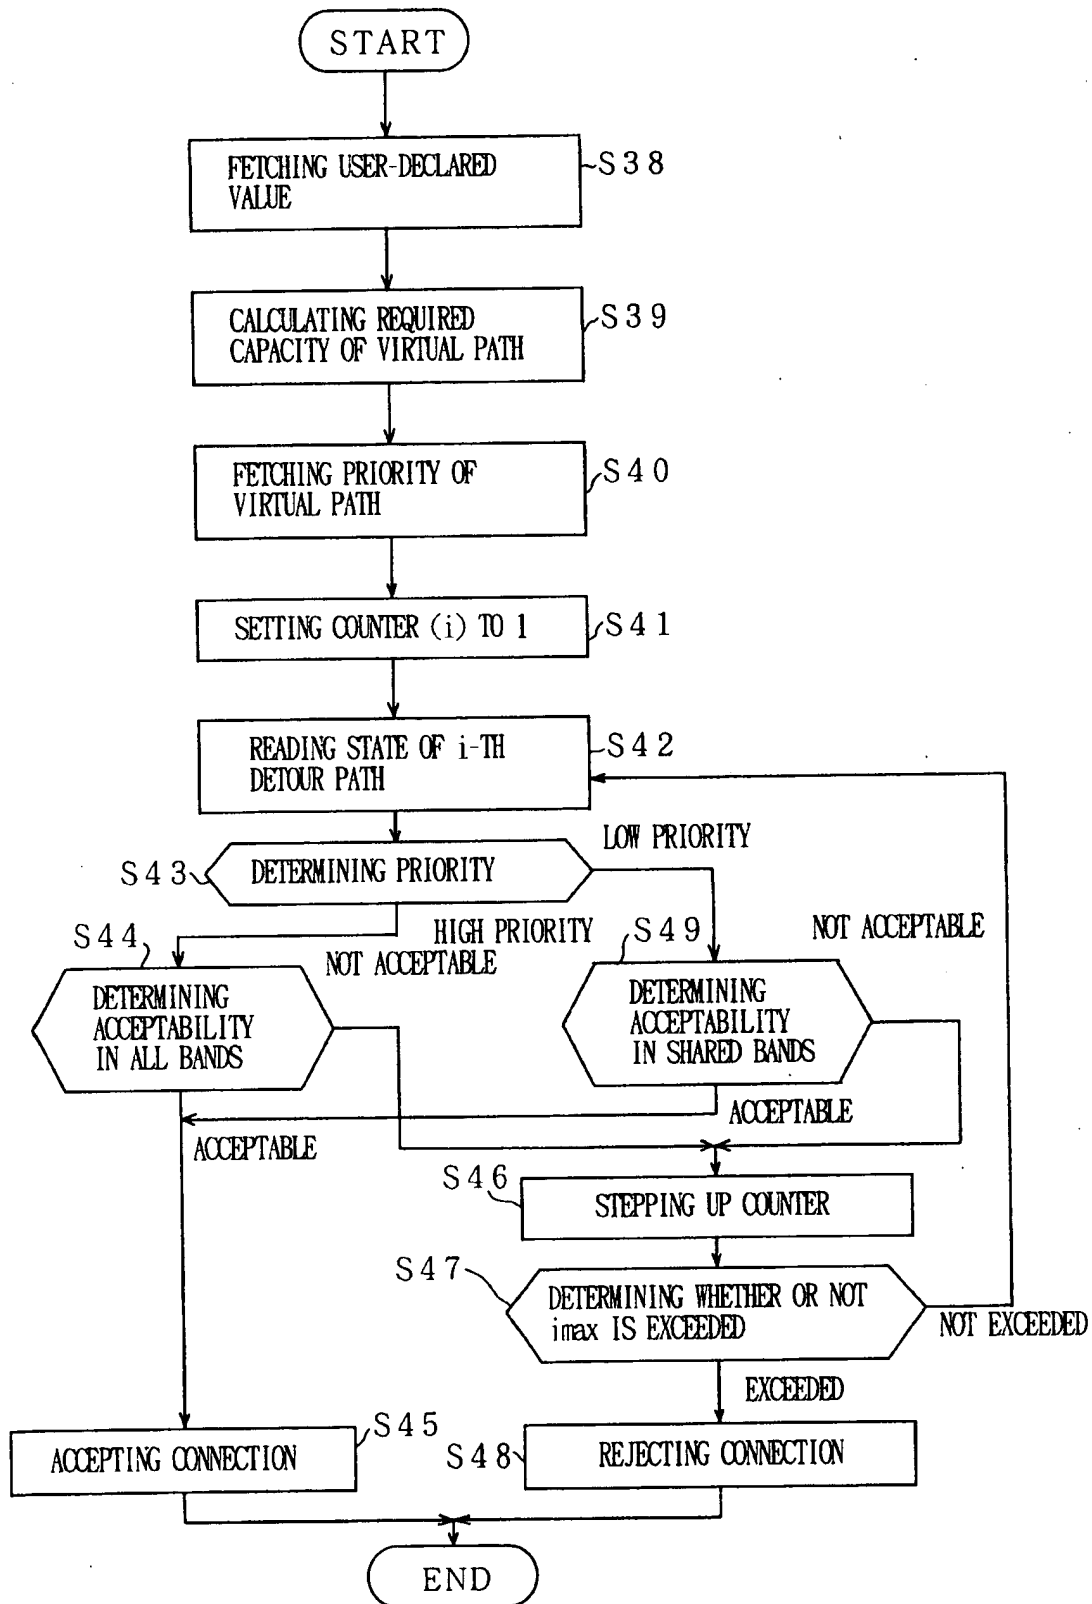 START
FETCHING USER-DECLARED
VALUE
S38
CALCULATING REQUIRED
CAPACITY OF VIRTUAL PATH
S39
FETCHING PRIORITY OF
VIRTUAL PATH
S40
SETTING COUNTER (i) TO 1
S41
READING STATE OF i-TH
DETOUR PATH
S42
LOW PRIORITY
S43
DETERMINING PRIORITY
S44
HIGH PRIORITY
S49
NOT ACCEPTABLE
NOT ACCEPTABLE
DETERMINING
ACCEPTABILITY
IN ALL BANDS
DETERMINING
ACCEPTABILITY
IN SHARED BANDS
ACCEPTABLE
ACCEPTABLE
S46
STEPPING UP COUNTER
S47
DETERMINING WHETHER OR NOT
imax IS EXCEEDED
NOT EXCEEDED
EXCEEDED
S45
ACCEPTING CONNECTION
S48
REJECTING CONNECTION
END